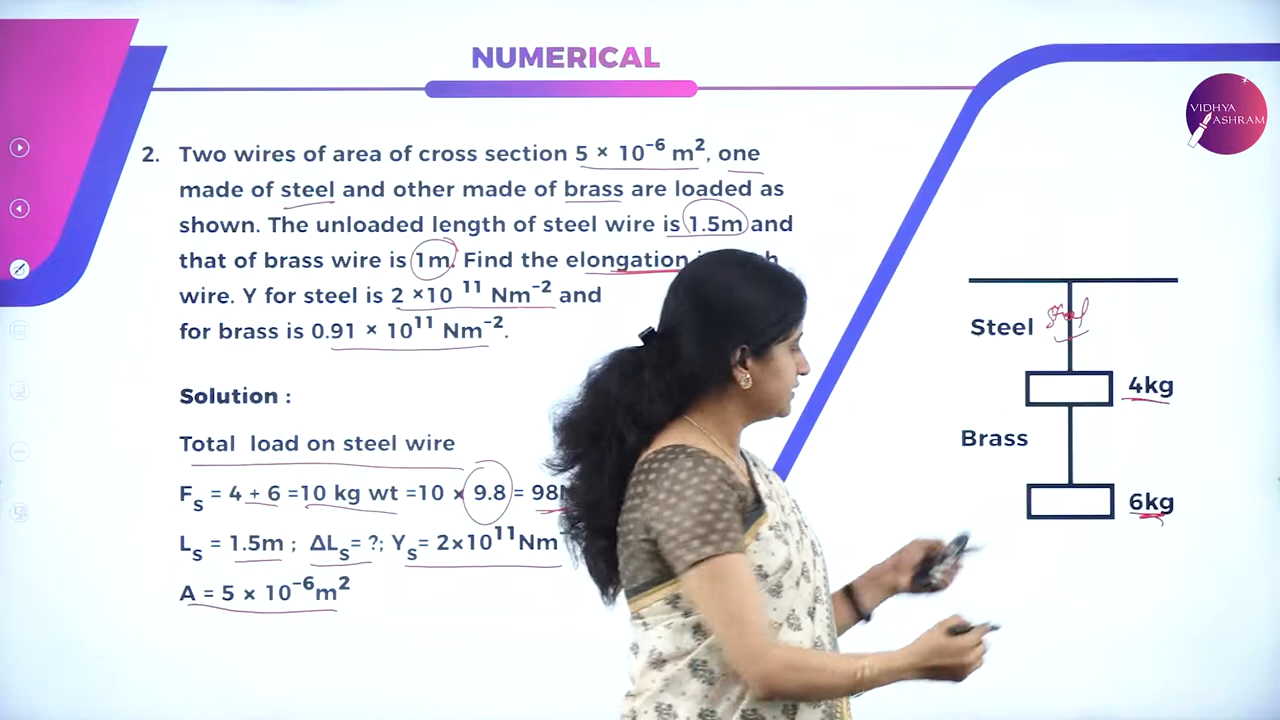 NUMERICAL
VIDHYA
ASHRAM
2. Two wires of area of cross section 5 × 10⁻⁶ m², one
made of steel and other made of brass are loaded as
shown. The unloaded length of steel wire is 1.5m and
that of brass wire is 1m. Find the elongation
wire. Y for steel is 2 ×10 ¹¹ Nm⁻² and
for brass is 0.91 × 10¹¹ Nm⁻².
Solution :
Total load on steel wire
Fₛ = 4 + 6 =10 kg wt =10 × 9.8 = 98N
Lₛ = 1.5m ; ΔLₛ= ?; Yₛ= 2×10¹¹Nm
A = 5 × 10⁻⁶m²
Steel steel
4kg
Brass
6kg